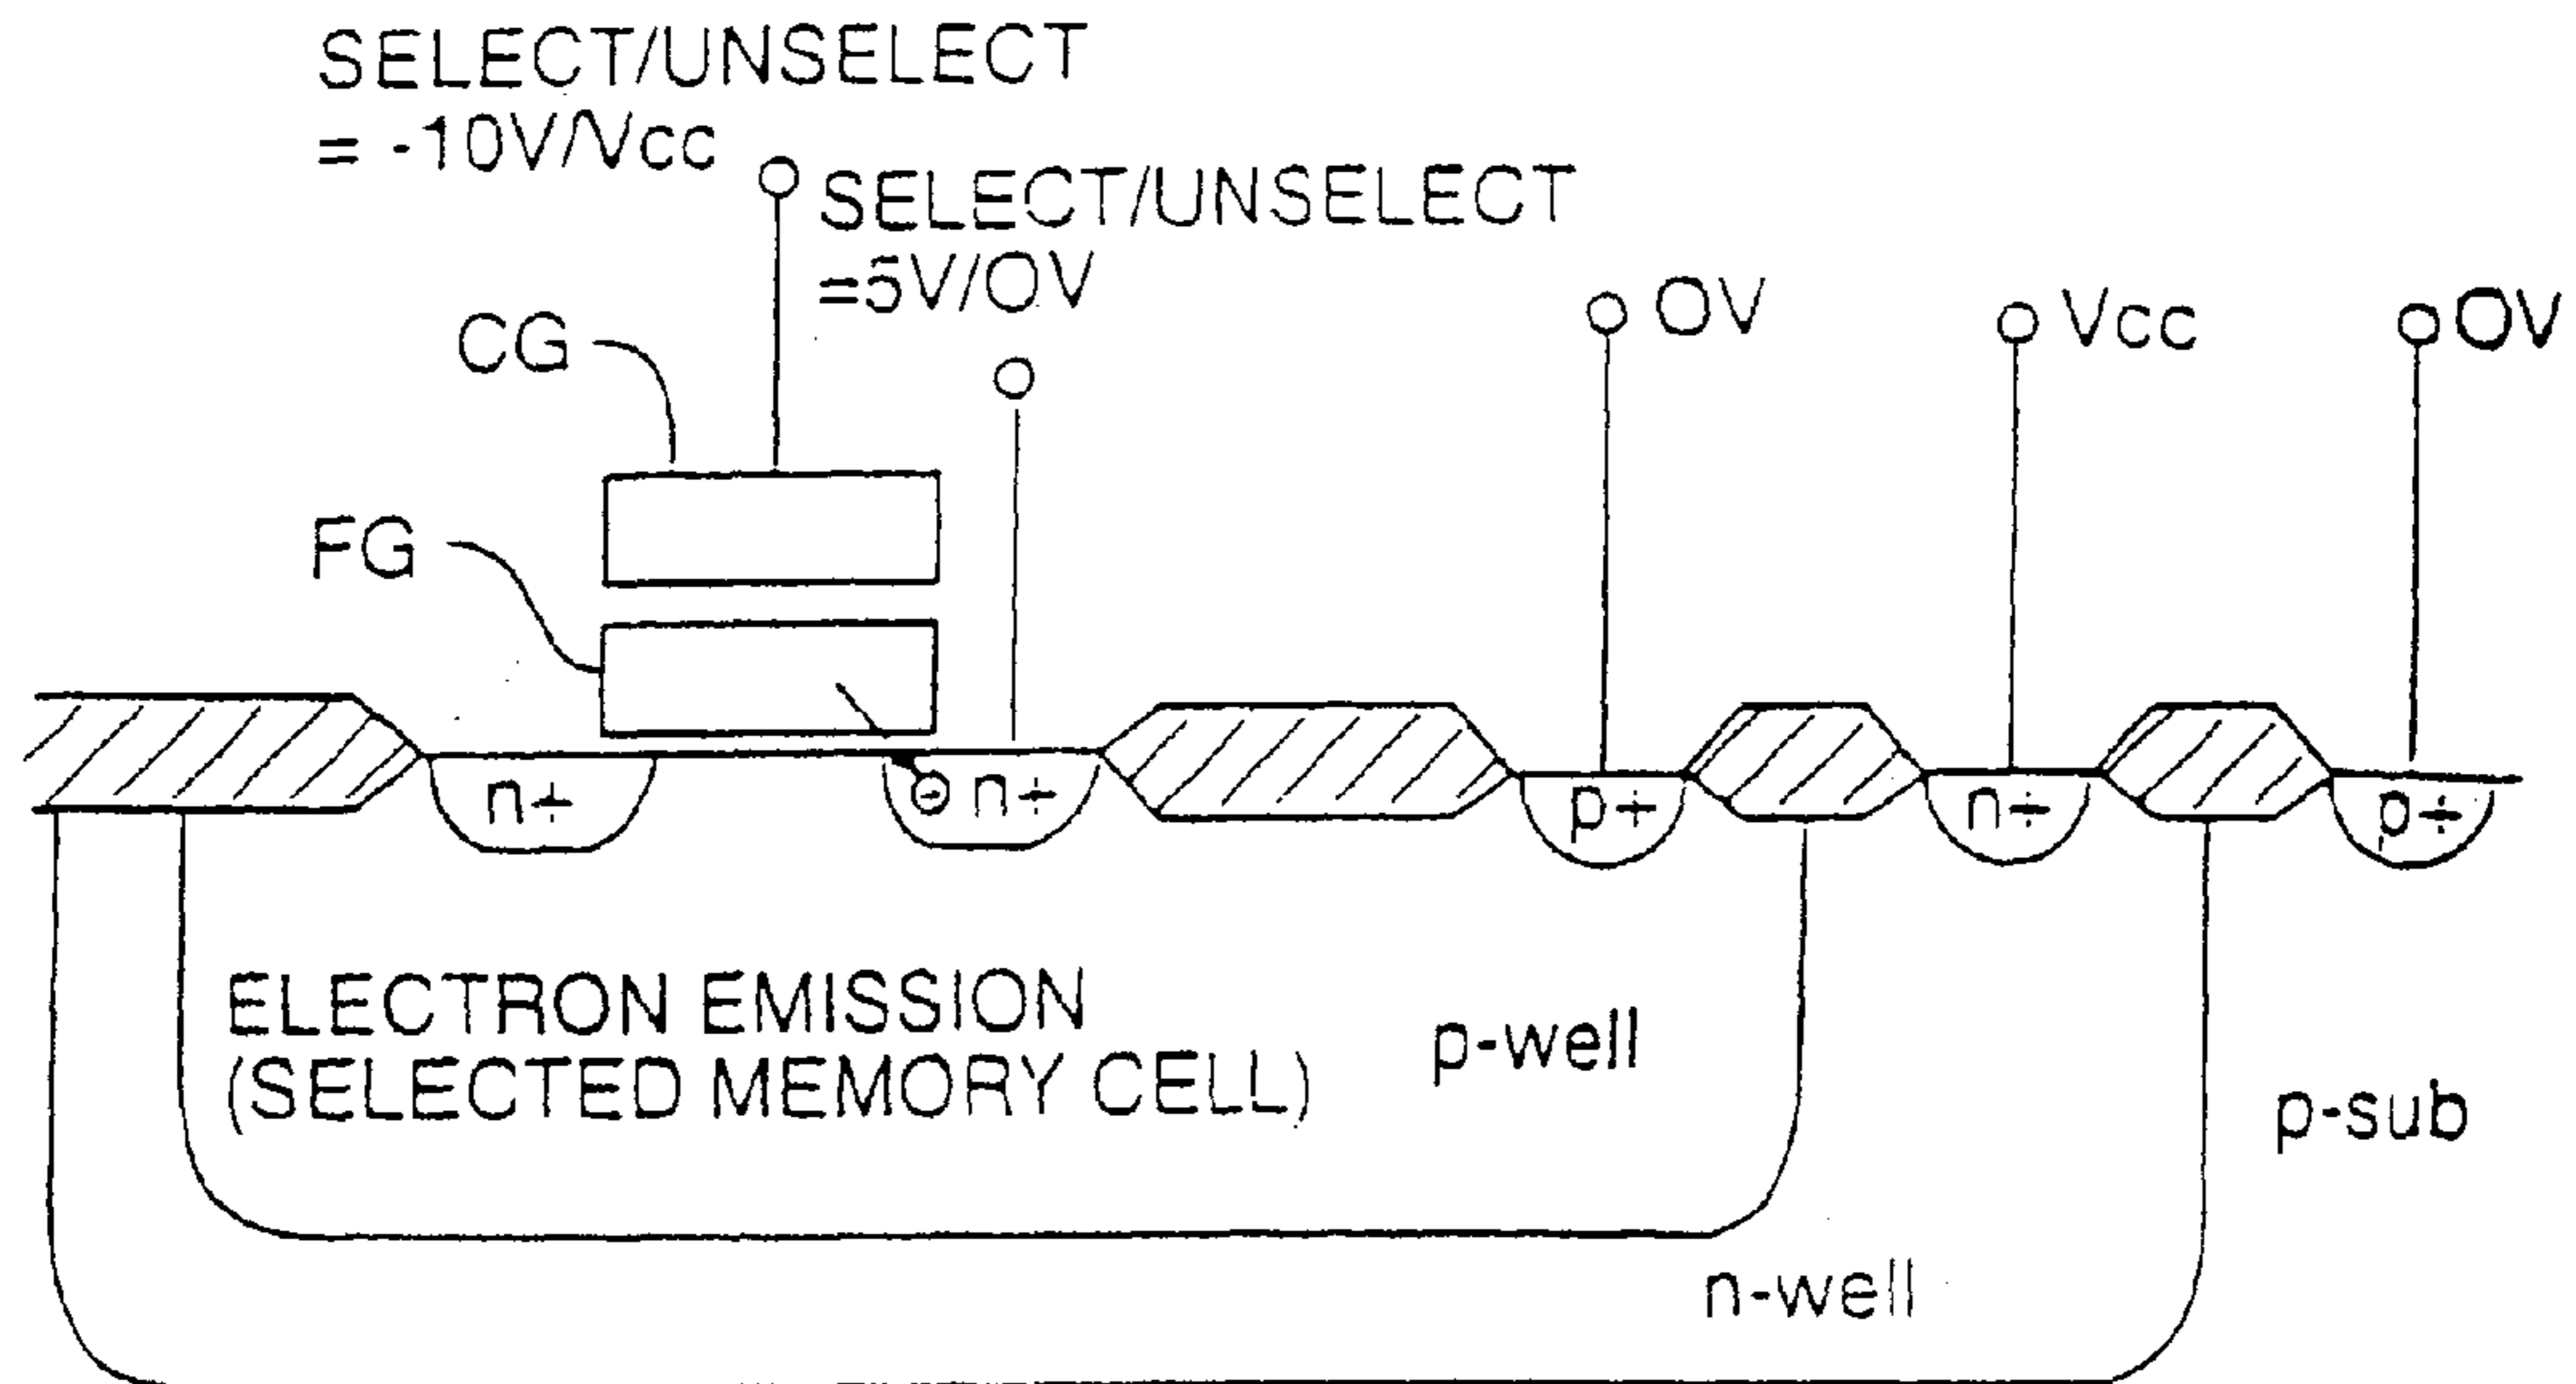 SELECT/UNSELECT
= -10V/Vcc
SELECT/UNSELECT
=5V/0V
CG
0V
Vcc
0V
FG
n+
n+
p+
n+
p+
ELECTRON EMISSION
(SELECTED MEMORY CELL)
p-well
p-sub
n-well